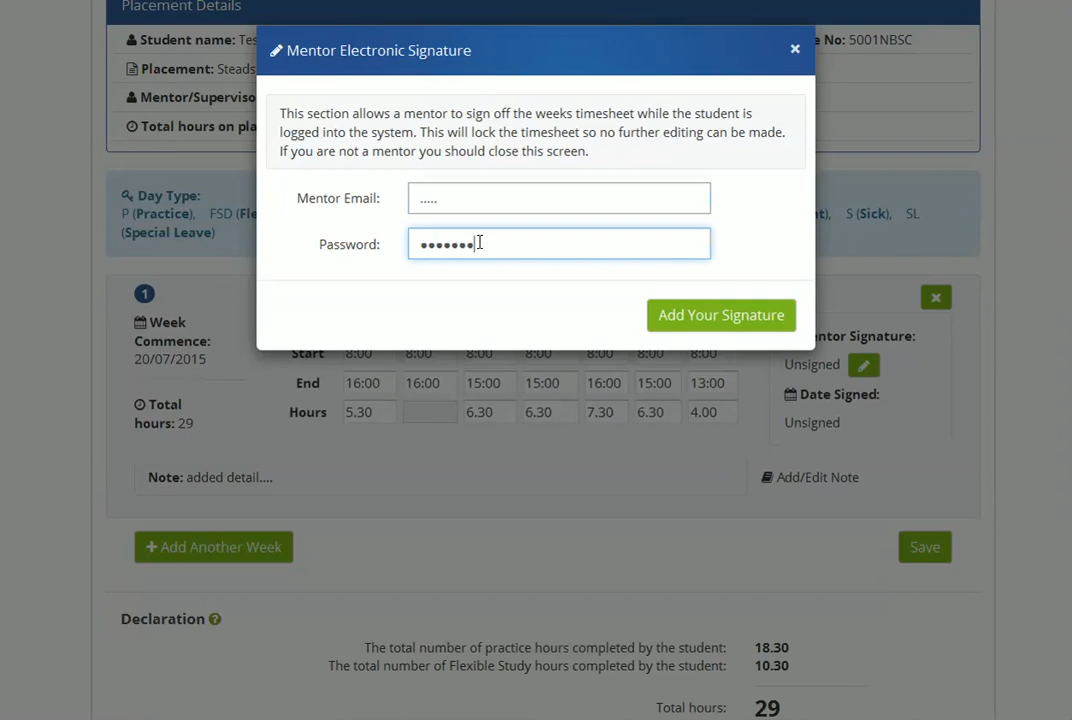 Placement Details
Student name: Tes
e No: 5001NBSC
Placement: Steads
Mentor/Superviso
Total hours on pla
Mentor Electronic Signature
×
This section allows a mentor to sign off the weeks timesheet while the student is
logged into the system. This will lock the timesheet so no further editing can be made.
If you are not a mentor you should close this screen.
Mentor Email: .....
Password: •••••••
Add Your Signature
Day Type:
P (Practice), FSD (Fle
nt), S (Sick), SL
(Special Leave)
1
Week
Commence:
20/07/2015
Total
hours: 29
Start 8:00 8:00 8:00 8:00 8:00 8:00 8:00
End 16:00 16:00 15:00 15:00 16:00 15:00 13:00
Hours 5.30 6.30 6.30 7.30 6.30 4.00
entor Signature:
Unsigned
Date Signed:
Unsigned
Note: added detail....
Add/Edit Note
+ Add Another Week
Save
Declaration ?
The total number of practice hours completed by the student: 18.30
The total number of Flexible Study hours completed by the student: 10.30
Total hours: 29